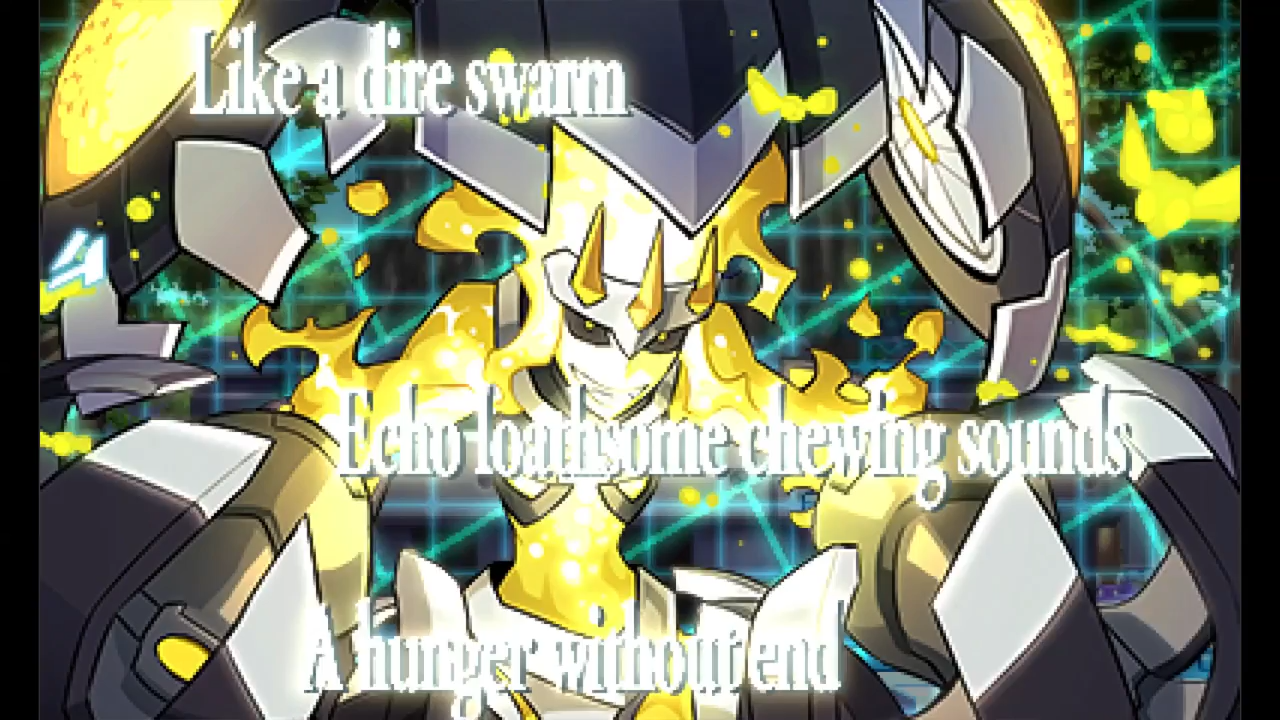 Like a dire swarm
Echo loathsome chewing sounds,
A hunger without end